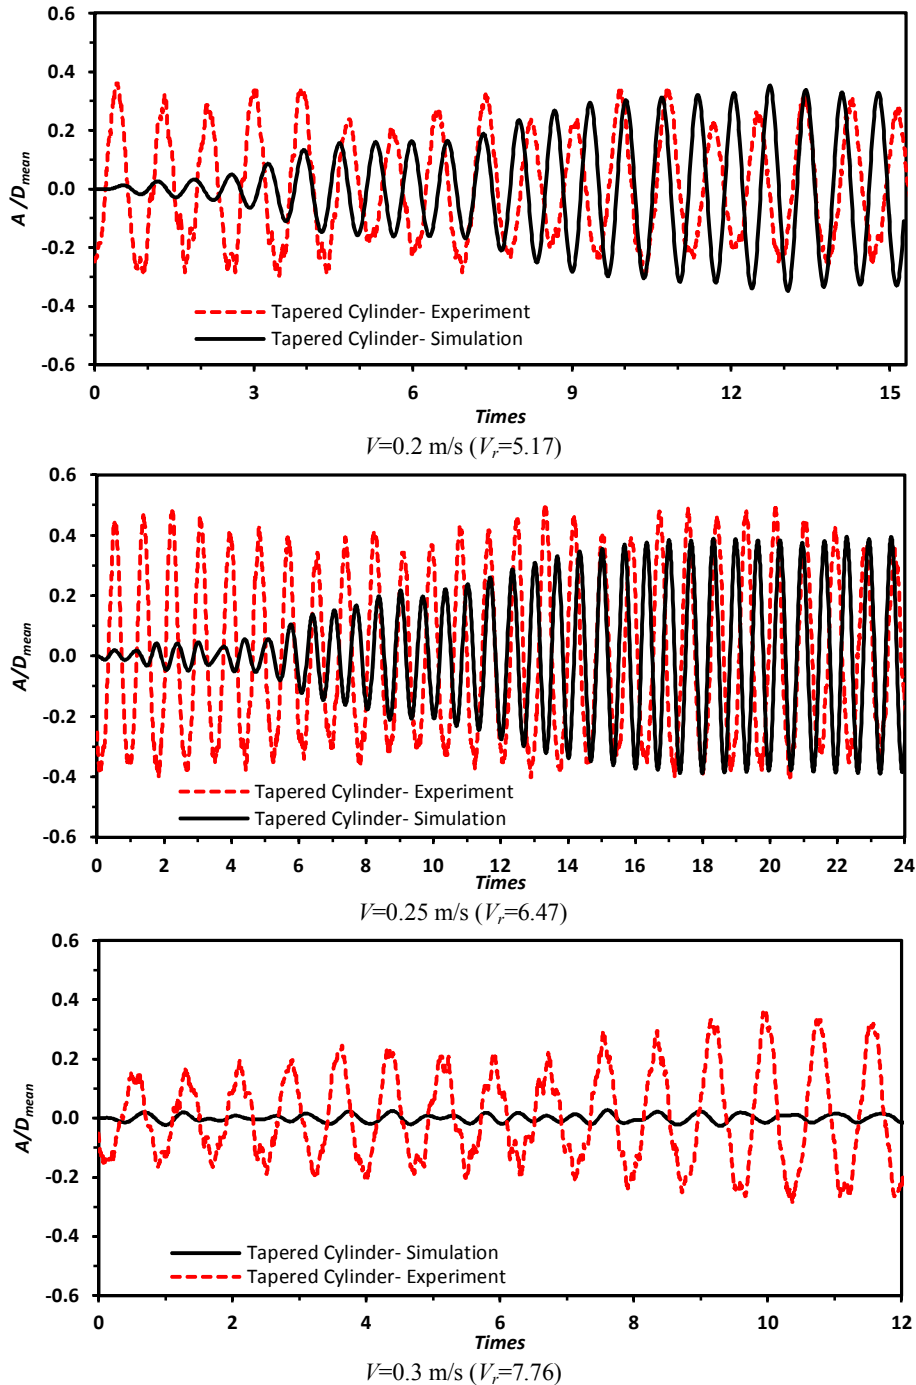 0.6
0.4
0.2
0.0
-0.2
-0.4
-0.6
A /D_mean
Tapered Cylinder- Experiment
Tapered Cylinder- Simulation
0 3 6 9 12 15
Times
V=0.2 m/s (V_r=5.17)
0.6
0.4
0.2
0.0
-0.2
-0.4
-0.6
A/D_mean
Tapered Cylinder- Experiment
Tapered Cylinder- Simulation
0 2 4 6 8 10 12 14 16 18 20 22 24
Times
V=0.25 m/s (V_r=6.47)
0.6
0.4
0.2
0.0
-0.2
-0.4
-0.6
A/D_mean
Tapered Cylinder- Simulation
Tapered Cylinder- Experiment
0 2 4 6 8 10 12
Times
V=0.3 m/s (V_r=7.76)